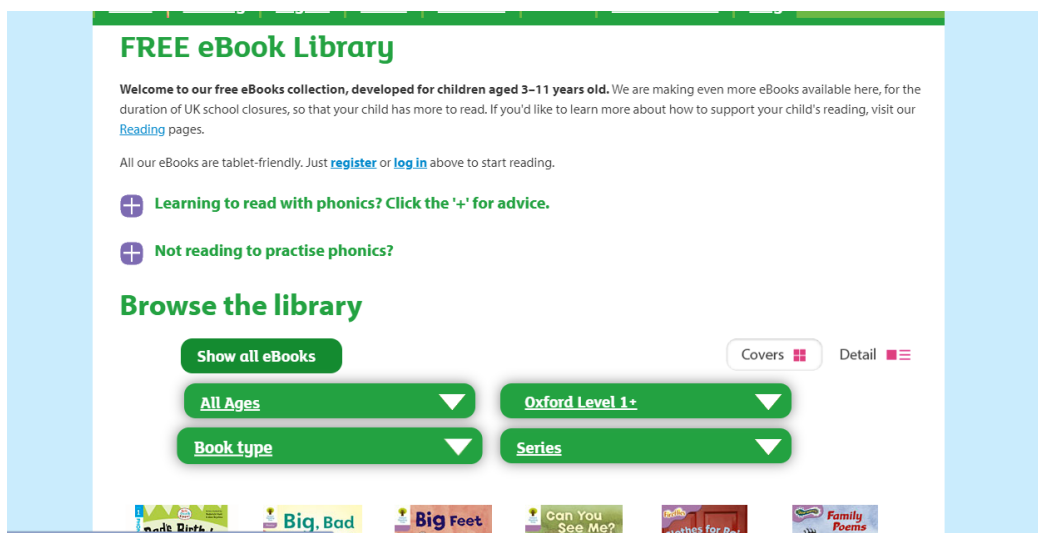 FREE eBook Library
Welcome to our free eBooks collection, developed for children aged 3–11 years old. We are making even more eBooks available here, for the
duration of UK school closures, so that your child has more to read. If you'd like to learn more about how to support your child's reading, visit our
Reading pages.
All our eBooks are tablet-friendly. Just register or log in above to start reading.
Learning to read with phonics? Click the '+' for advice.
Not reading to practise phonics?
Browse the library
Show all eBooks
Covers Detail
All Ages Oxford Level 1+
Book type Series
Big, Bad Big Feet Can You Family
See Me? Poems